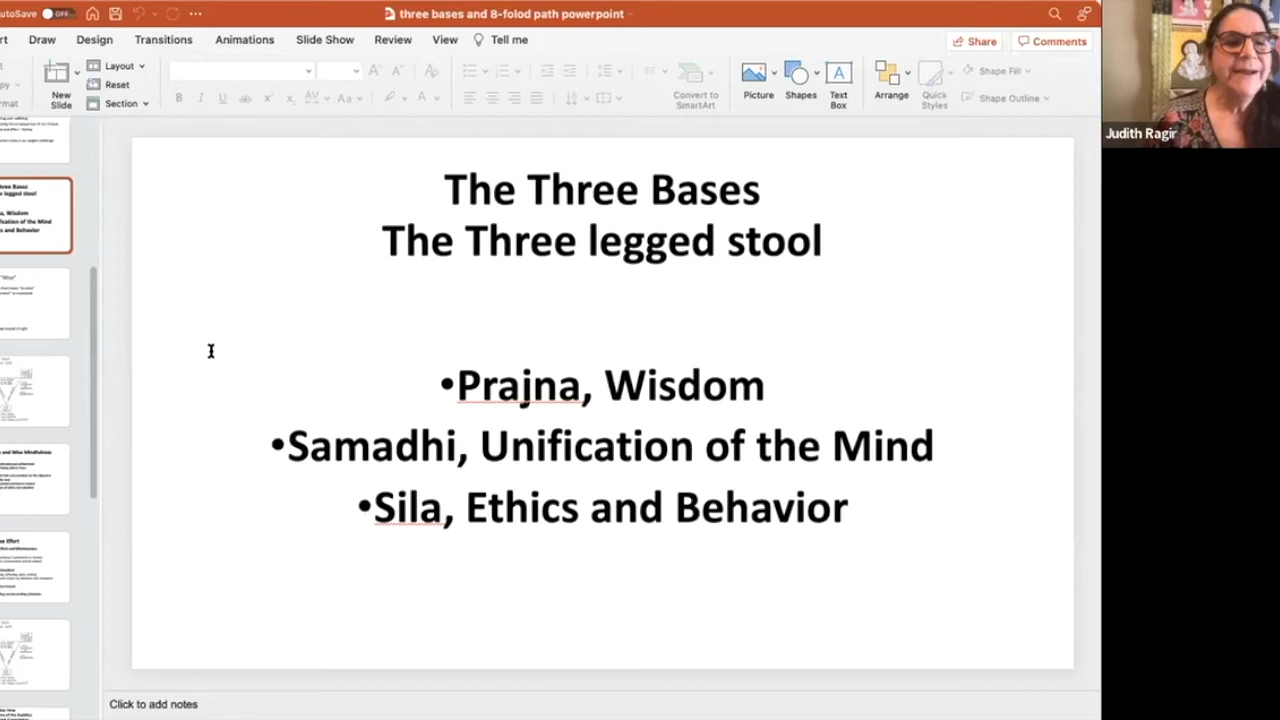 AutoSave OFF
three bases and 8-folod path powerpoint
Draw Design Transitions Animations Slide Show Review View Tell me
Share Comments
New Slide
Layout
Reset
Section
Convert to SmartArt
Picture
Shapes
Text Box
Arrange
Quick Styles
Shape Fill
Shape Outline
Judith Ragir
The Three Bases
The Three legged stool
•Prajna, Wisdom
•Samadhi, Unification of the Mind
•Sila, Ethics and Behavior
Click to add notes